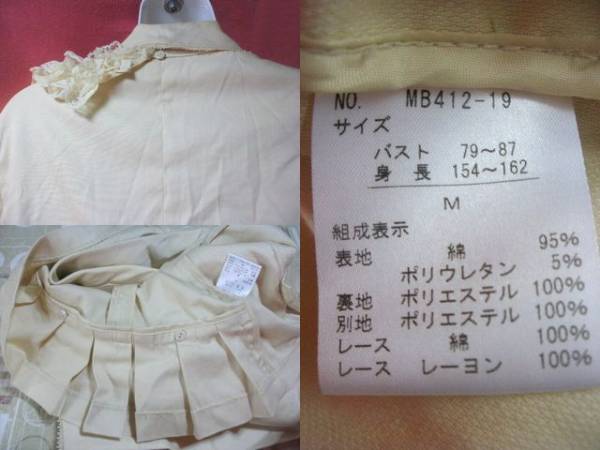 NO. MB412-19
サイズ
バスト 79～87
身長 154～162
M
組成表示
表地 綿 95%
ポリウレタン 5%
裏地 ポリエステル 100%
別地 ポリエステル 100%
レース 綿 100%
レース レーヨン 100%